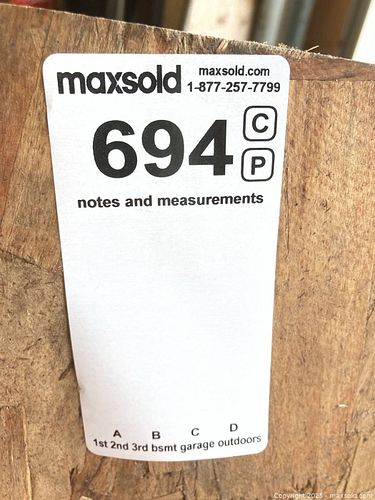 maxsold maxsold.com
1-877-257-7799
694 C
P
notes and measurements
A B C D
1st 2nd 3rd bsmt garage outdoors
Copyright 2025 - maxsold.com